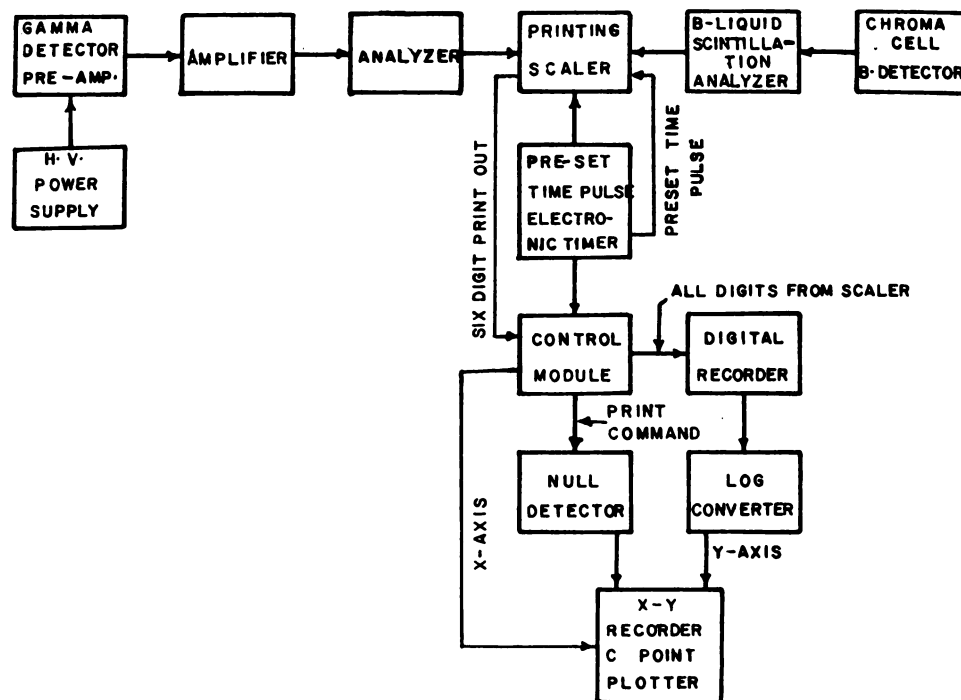 GAMMA
DETECTOR
PRE-AMP.
AMPLIFIER
ANALYZER
PRINTING
SCALER
B-LIQUID
SCINTILLA-
TION
ANALYZER
CHROMA
CELL
B-DETECTOR
H.V.
POWER
SUPPLY
SIX DIGIT PRINT OUT
PRE-SET
TIME PULSE
ELECTRO-
NIC TIMER
PRESET TIME
PULSE
ALL DIGITS FROM SCALER
CONTROL
MODULE
DIGITAL
RECORDER
PRINT
COMMAND
NULL
DETECTOR
LOG
CONVERTER
X-AXIS
Y-AXIS
X-Y
RECORDER
C POINT
PLOTTER